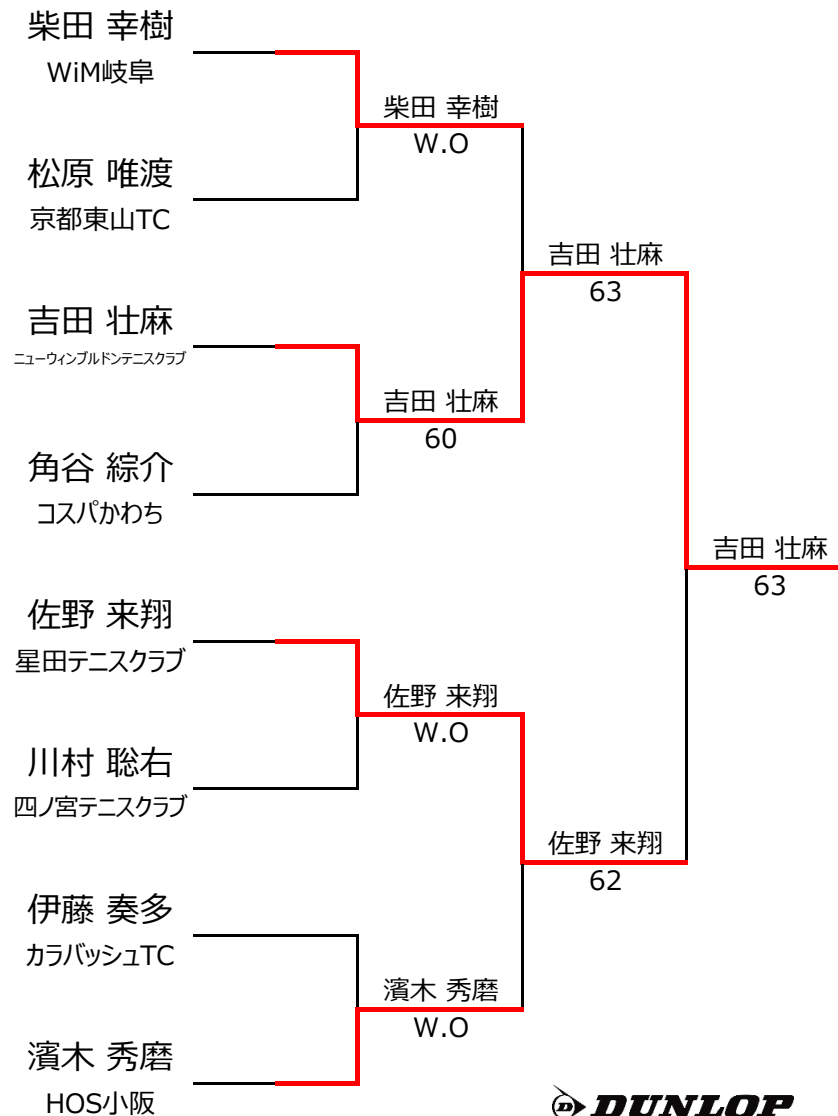 柴田 幸樹
WiM岐阜
柴田 幸樹
W.O
松原 唯渡
京都東山TC
吉田 壮麻
63
吉田 壮麻
ニューウィンブルドンテニスクラブ
吉田 壮麻
60
角谷 綜介
コスパかわち
吉田 壮麻
63
佐野 来翔
星田テニスクラブ
佐野 来翔
W.O
川村 聡右
四ノ宮テニスクラブ
佐野 来翔
62
伊藤 奏多
カラバッシュTC
濱木 秀磨
W.O
濱木 秀磨
HOS小阪
DUNLOP